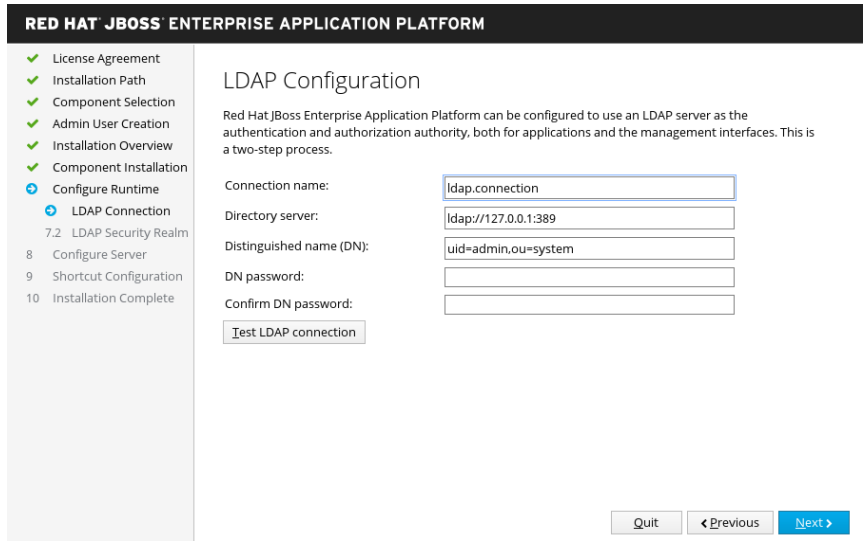 RED HAT JBOSS ENTERPRISE APPLICATION PLATFORM
License Agreement
Installation Path
Component Selection
Admin User Creation
Installation Overview
Component Installation
Configure Runtime
LDAP Connection
7.2 LDAP Security Realm
8 Configure Server
9 Shortcut Configuration
10 Installation Complete
LDAP Configuration
Red Hat JBoss Enterprise Application Platform can be configured to use an LDAP server as the
authentication and authorization authority, both for applications and the management interfaces. This is
a two-step process.
Connection name: ldap.connection
Directory server: ldap://127.0.0.1:389
Distinguished name (DN): uid=admin,ou=system
DN password:
Confirm DN password:
Test LDAP connection
Quit Previous Next